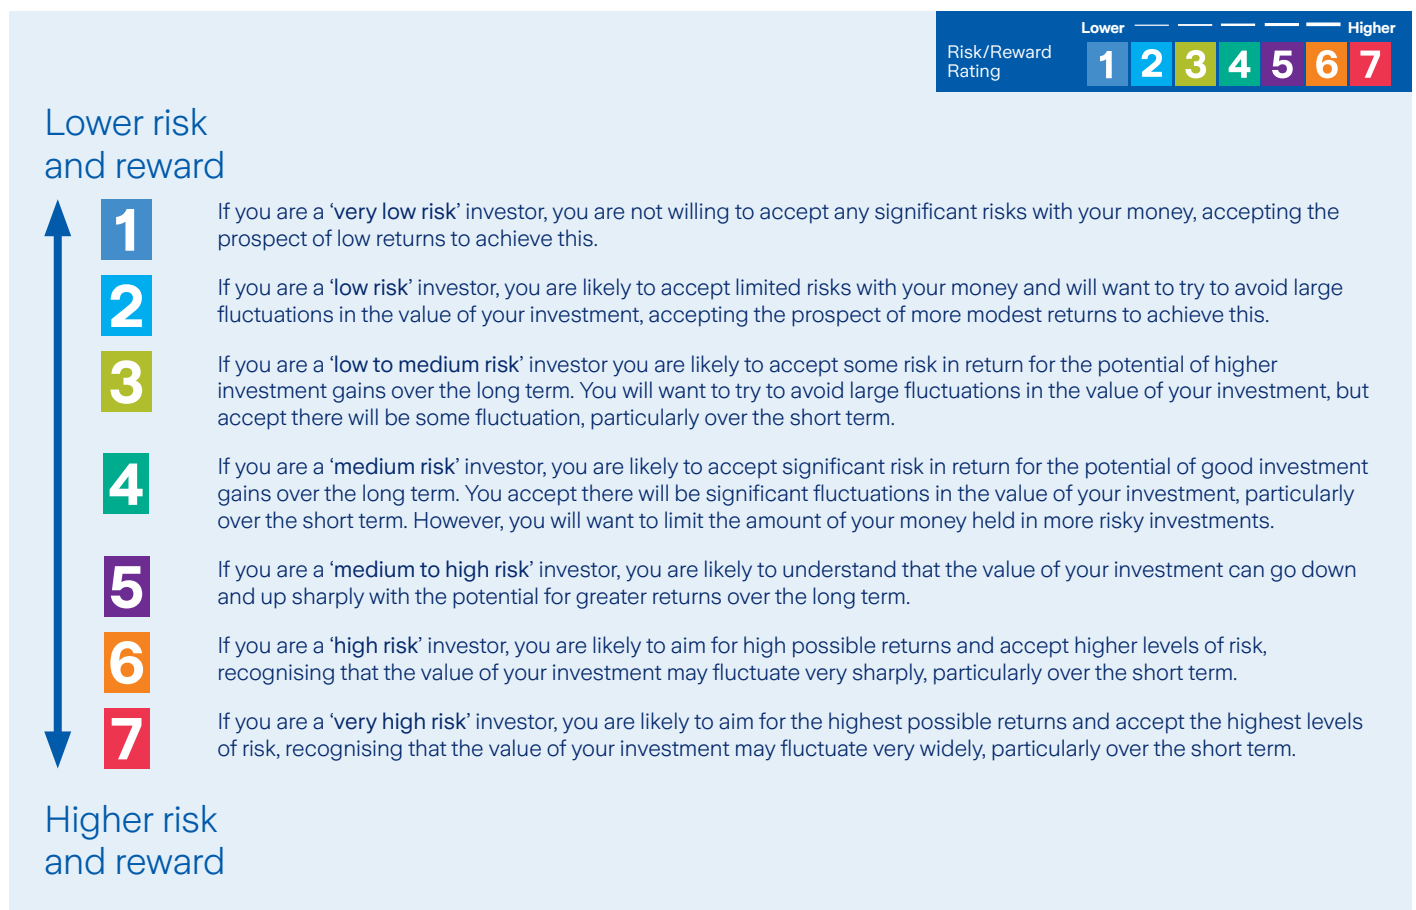 Lower Higher
Risk/Reward
Rating
1 2 3 4 5 6 7
Lower risk
and reward
1
If you are a ‘very low risk’ investor, you are not willing to accept any significant risks with your money, accepting the
prospect of low returns to achieve this.
2
If you are a ‘low risk’ investor, you are likely to accept limited risks with your money and will want to try to avoid large
fluctuations in the value of your investment, accepting the prospect of more modest returns to achieve this.
3
If you are a ‘low to medium risk’ investor you are likely to accept some risk in return for the potential of higher
investment gains over the long term. You will want to try to avoid large fluctuations in the value of your investment, but
accept there will be some fluctuation, particularly over the short term.
4
If you are a ‘medium risk’ investor, you are likely to accept significant risk in return for the potential of good investment
gains over the long term. You accept there will be significant fluctuations in the value of your investment, particularly
over the short term. However, you will want to limit the amount of your money held in more risky investments.
5
If you are a ‘medium to high risk’ investor, you are likely to understand that the value of your investment can go down
and up sharply with the potential for greater returns over the long term.
6
If you are a ‘high risk’ investor, you are likely to aim for high possible returns and accept higher levels of risk,
recognising that the value of your investment may fluctuate very sharply, particularly over the short term.
7
If you are a ‘very high risk’ investor, you are likely to aim for the highest possible returns and accept the highest levels
of risk, recognising that the value of your investment may fluctuate very widely, particularly over the short term.
Higher risk
and reward